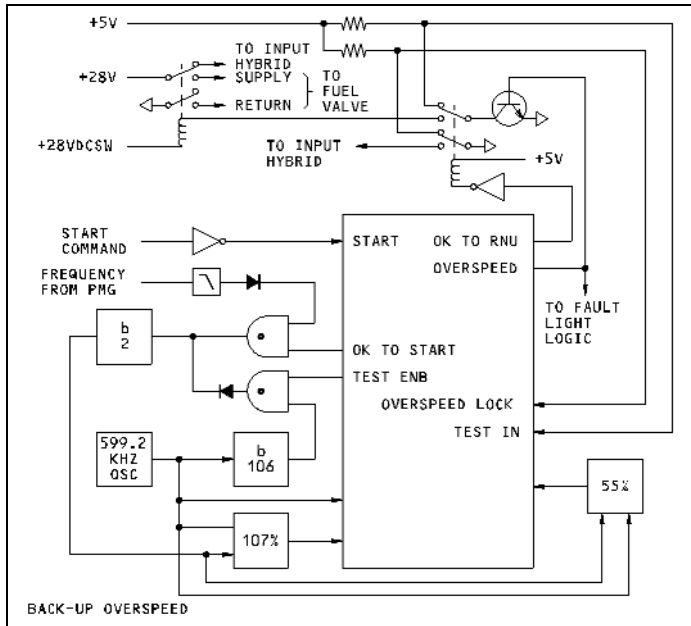 +5V
TO INPUT
HYBRID
+28V
SUPPLY
TO
FUEL
VALVE
RETURN
+28VDCSW
TO INPUT
HYBRID
+5V
START
COMMAND
START
OK TO RNU
OVERSPEED
FREQUENCY
FROM PMG
TO FAULT
LIGHT
LOGIC
b
2
OK TO START
TEST ENB
OVERSPEED LOCK
TEST IN
599.2
KHZ
OSC
b
106
55%
107%
BACK-UP OVERSPEED